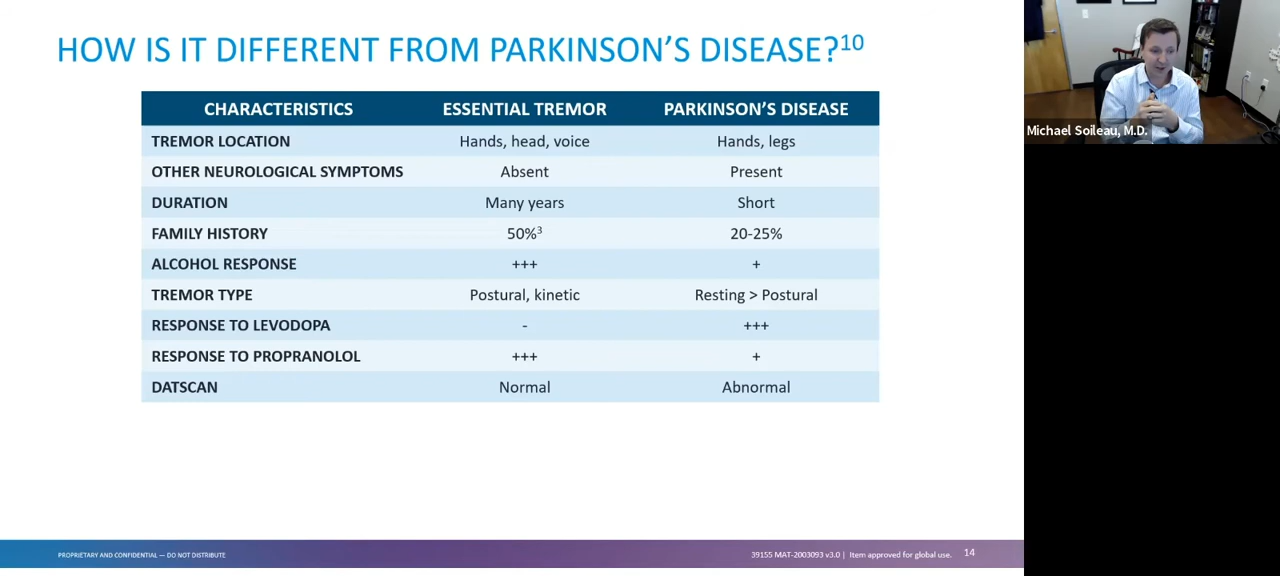 HOW IS IT DIFFERENT FROM PARKINSON'S DISEASE?10
CHARACTERISTICS ESSENTIAL TREMOR PARKINSON'S DISEASE
TREMOR LOCATION Hands, head, voice Hands, legs
OTHER NEUROLOGICAL SYMPTOMS Absent Present
DURATION Many years Short
FAMILY HISTORY 50%3 20-25%
ALCOHOL RESPONSE +++ +
TREMOR TYPE Postural, kinetic Resting > Postural
RESPONSE TO LEVODOPA - +++
RESPONSE TO PROPRANOLOL +++ +
DATSCAN Normal Abnormal
PROPRIETARY AND CONFIDENTIAL — DO NOT DISTRIBUTE
39155 MAT-2003093 v3.0 | Item approved for global use. 14
Michael Soileau, M.D.